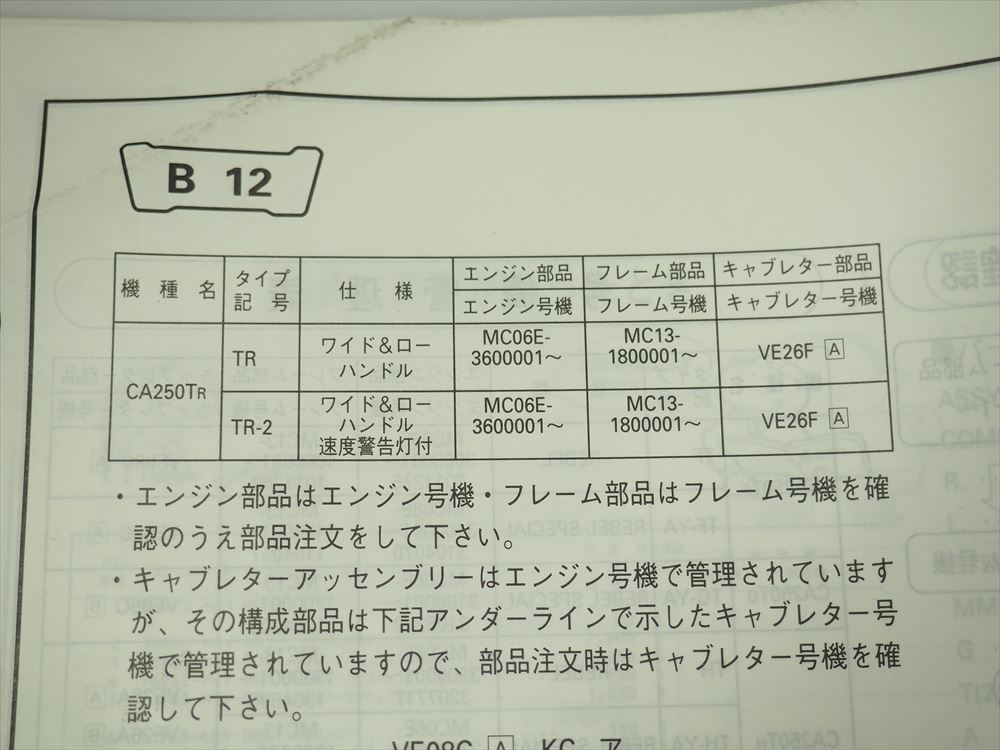 B 12
機 種 名 タイプ記号 仕 様 エンジン部品 フレーム部品 キャブレター部品
エンジン号機 フレーム号機 キャブレター号機
CA250TR
TR ワイド＆ローハンドル MC06E-3600001〜 MC13-1800001〜 VE26F A
TR-2 ワイド＆ローハンドル 速度警告灯付 MC06E-3600001〜 MC13-1800001〜 VE26F A
・エンジン部品はエンジン号機・フレーム部品はフレーム号機を確
認のうえ部品注文をして下さい。
・キャブレターアッセンブリーはエンジン号機で管理されています
が、その構成部品は下記アンダーラインで示したキャブレター号
機で管理されていますので、部品注文時はキャブレター号機を確
認して下さい。
VE08C A KC ア